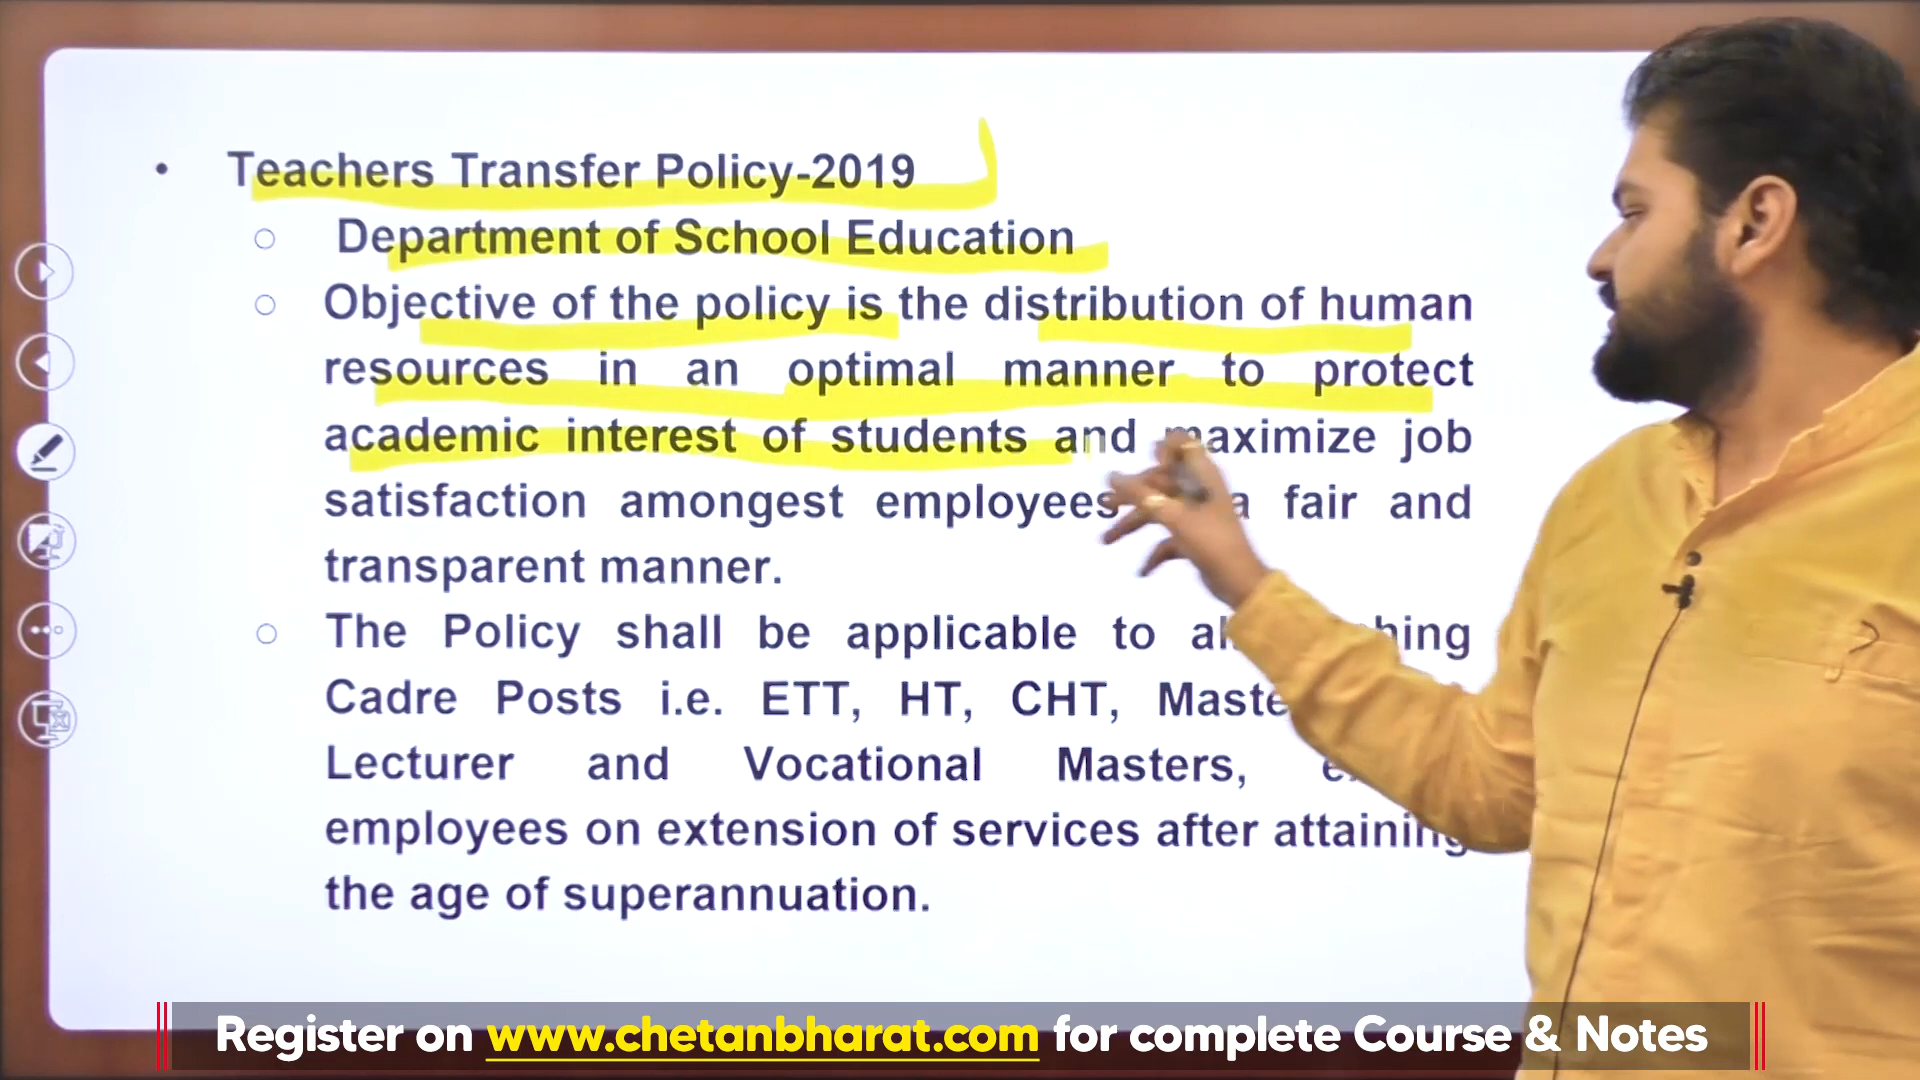 • Teachers Transfer Policy-2019
○ Department of School Education
○ Objective of the policy is the distribution of human
resources in an optimal manner to protect
academic interest of students and maximize job
satisfaction amongest employees a fair and
transparent manner.
○ The Policy shall be applicable to
Cadre Posts i.e. ETT, HT, CHT,
Lecturer and Vocational Masters,
employees on extension of services after attaining
the age of superannuation.
Register on www.chetanbharat.com for complete Course & Notes